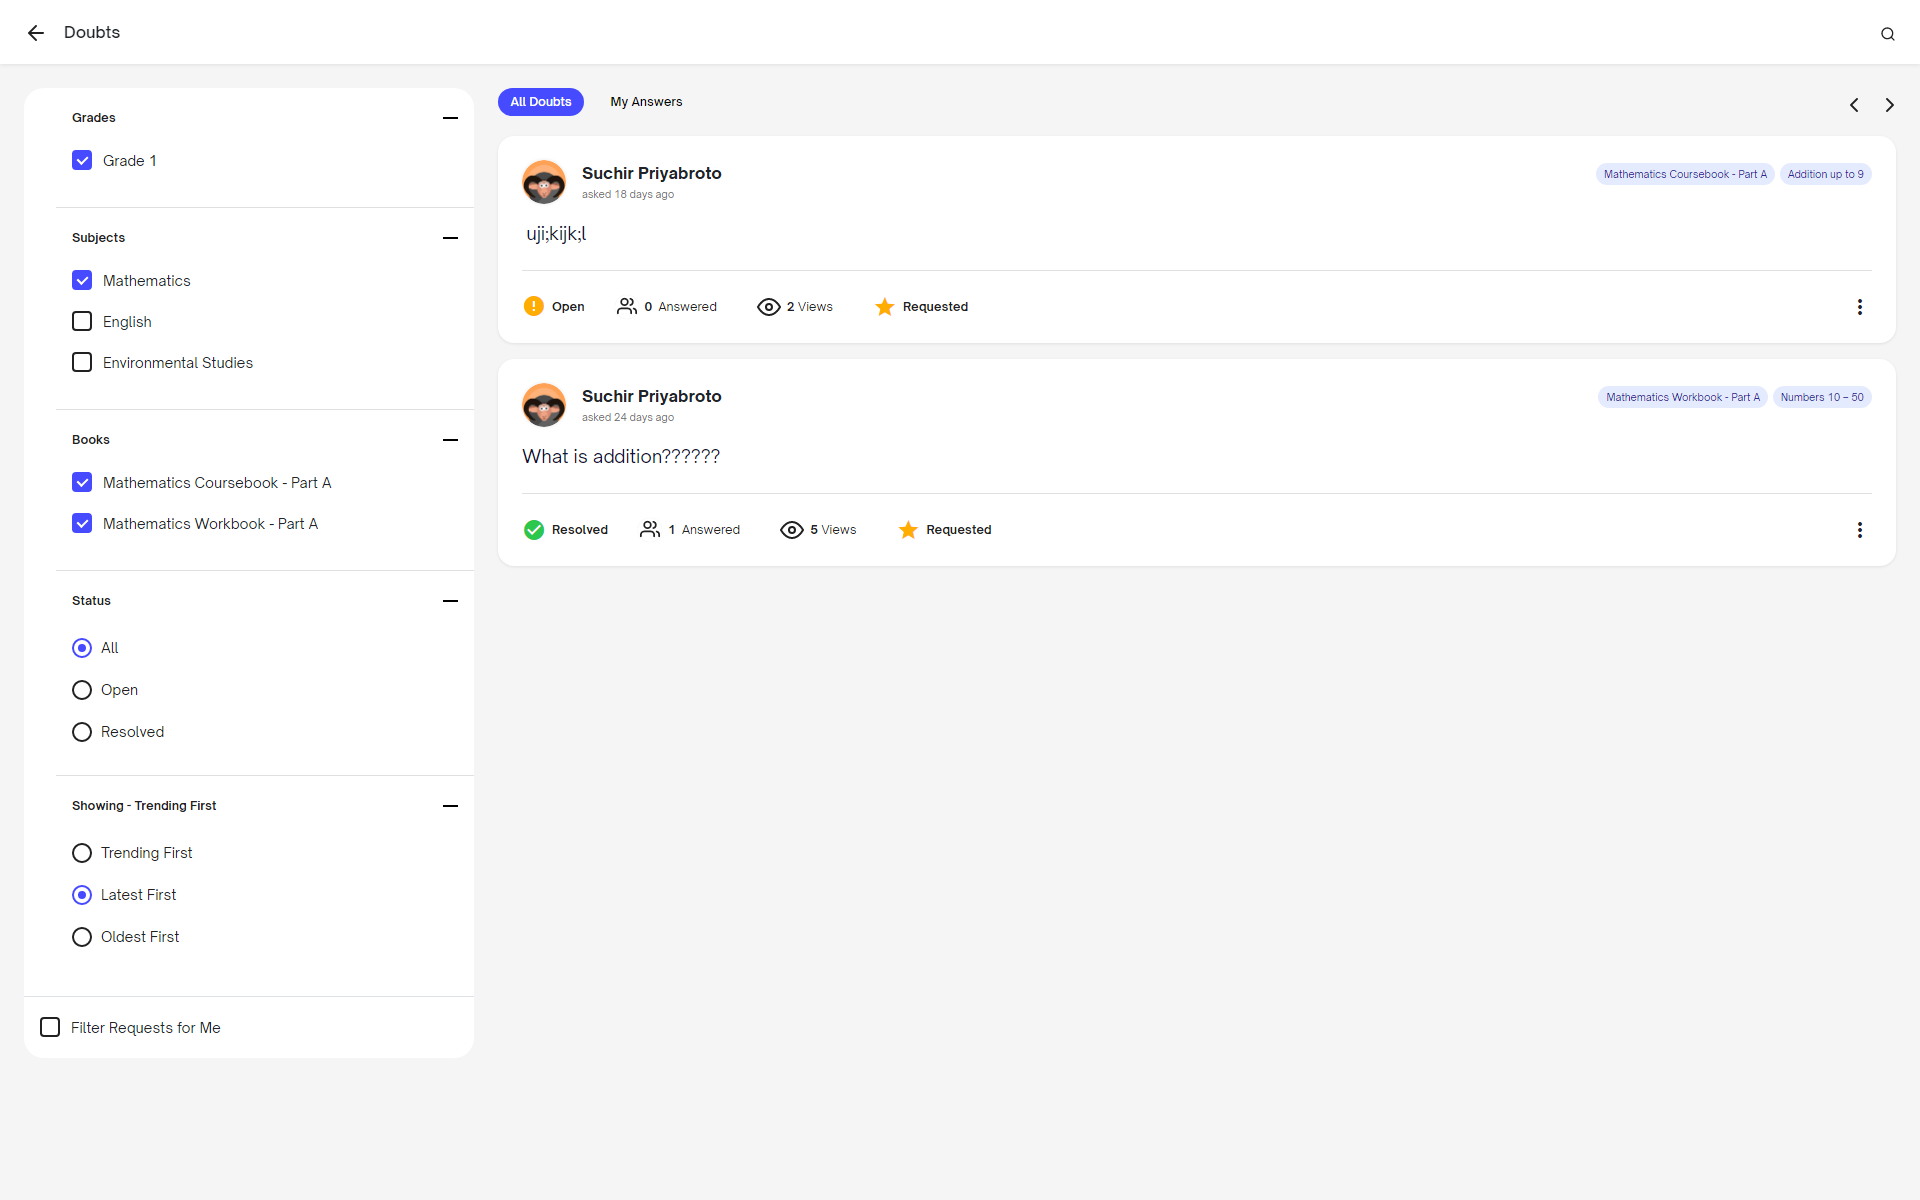 Doubts
Grades
Grade 1
Subjects
Mathematics
English
Environmental Studies
Books
Mathematics Coursebook - Part A
Mathematics Workbook - Part A
Status
All
Open
Resolved
Showing - Trending First
Trending First
Latest First
Oldest First
Filter Requests for Me
All Doubts My Answers
Suchir Priyabroto
asked 18 days ago
Mathematics Coursebook - Part A Addition up to 9
uji;kijk;l
Open 0 Answered 2 Views Requested
Suchir Priyabroto
asked 24 days ago
Mathematics Workbook - Part A Numbers 10 – 50
What is addition??????
Resolved 1 Answered 5 Views Requested